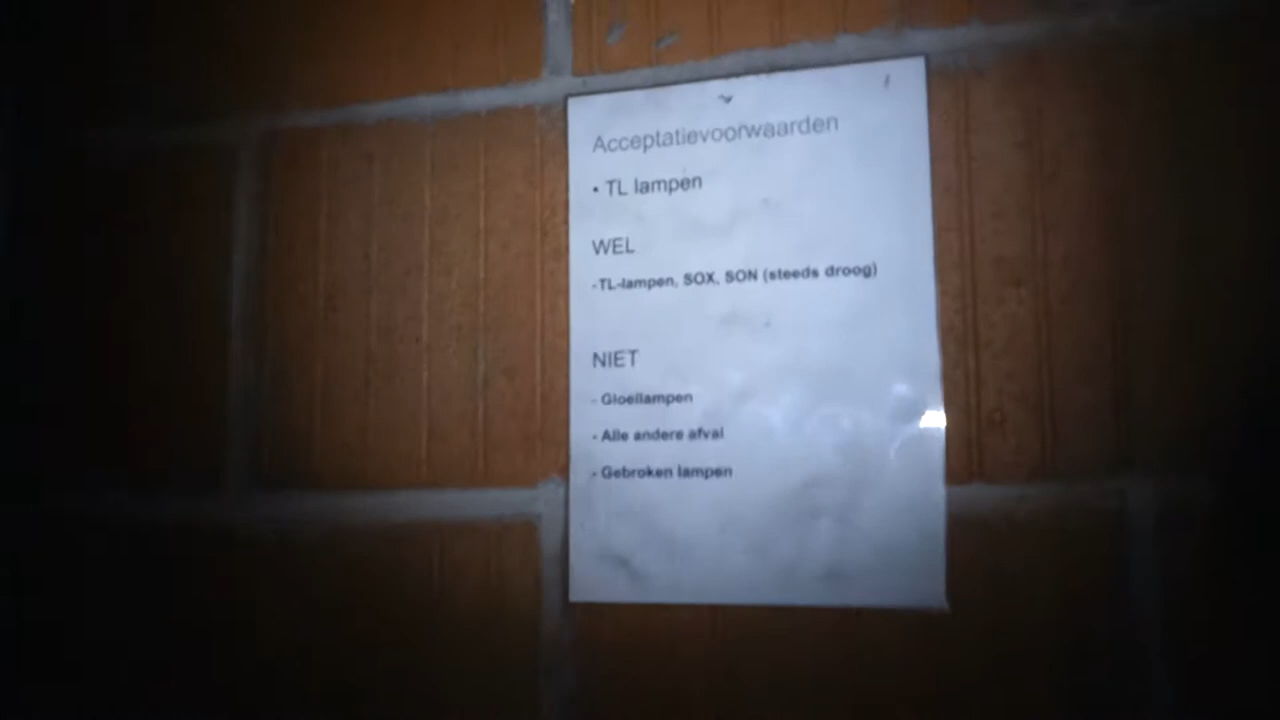 Acceptatievoorwaarden
• TL lampen
WEL
-TL-lampen, SOX, SON (steeds droog)
NIET
- Gloeilampen
- Alle andere afval
- Gebroken lampen